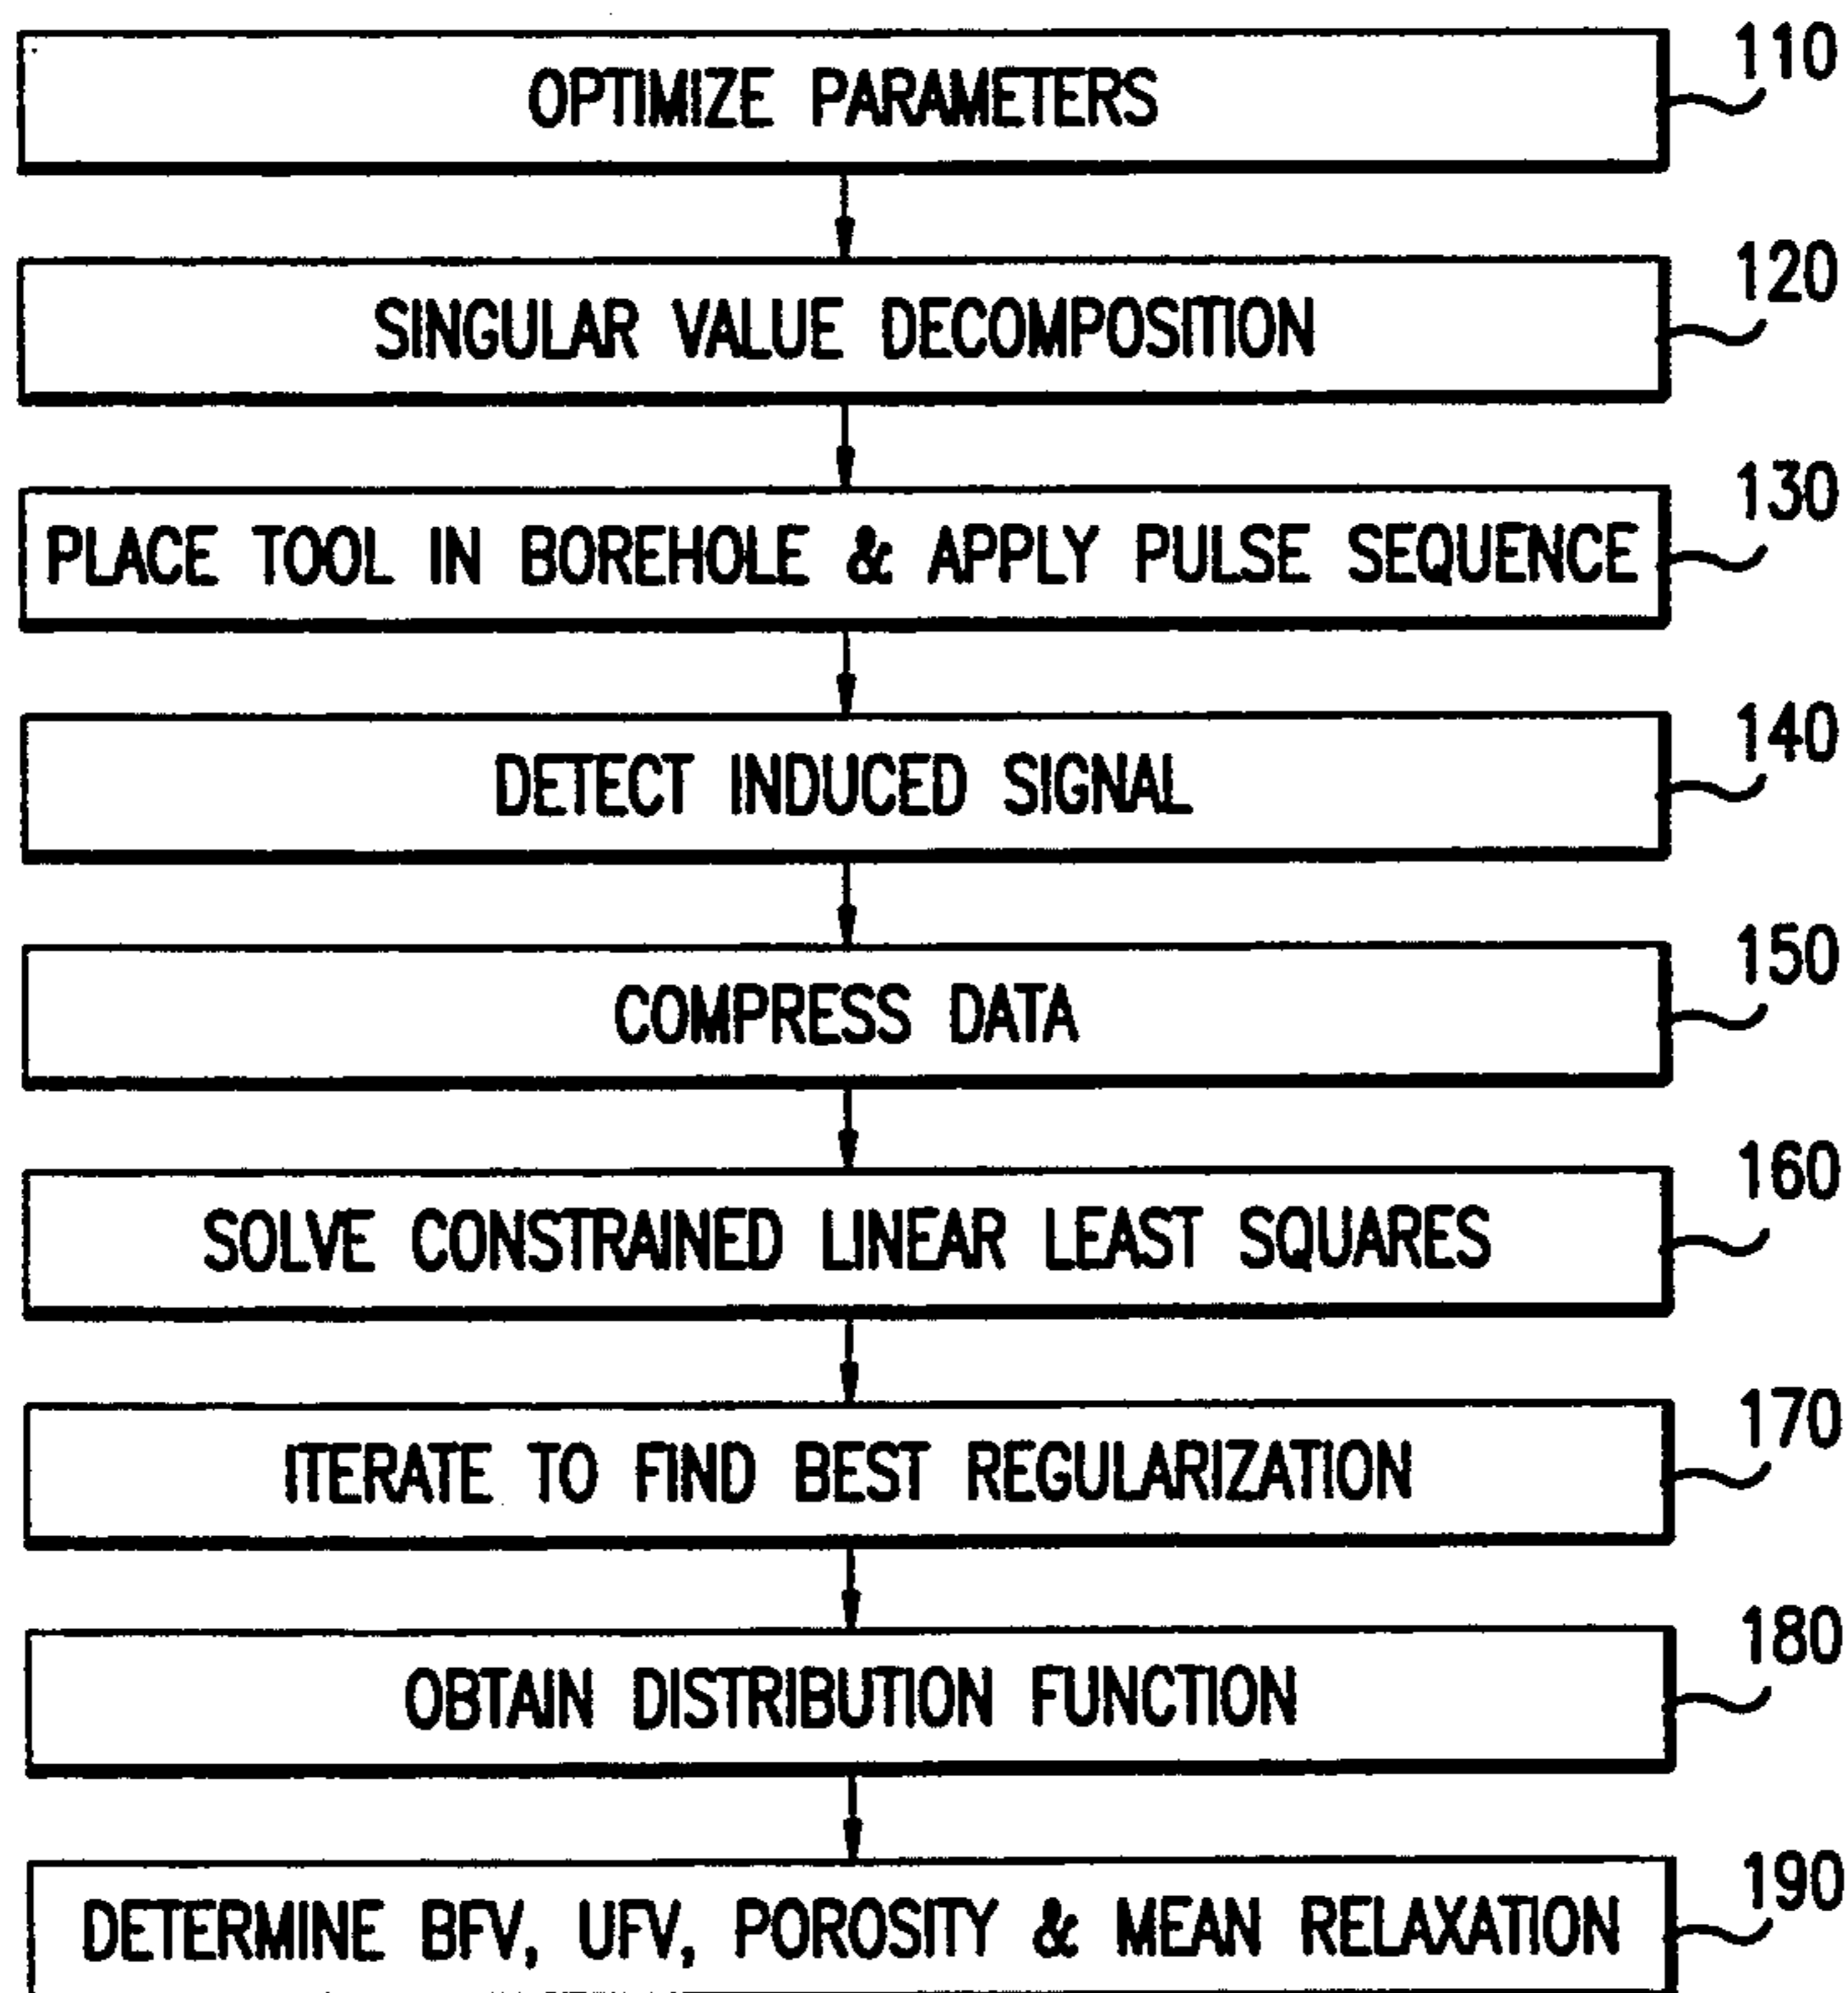 OPTIMIZE PARAMETERS 110
SINGULAR VALUE DECOMPOSITION 120
PLACE TOOL IN BOREHOLE & APPLY PULSE SEQUENCE 130
DETECT INDUCED SIGNAL 140
COMPRESS DATA 150
SOLVE CONSTRAINED LINEAR LEAST SQUARES 160
ITERATE TO FIND BEST REGULARIZATION 170
OBTAIN DISTRIBUTION FUNCTION 180
DETERMINE BFV, UFV, POROSITY & MEAN RELAXATION 190